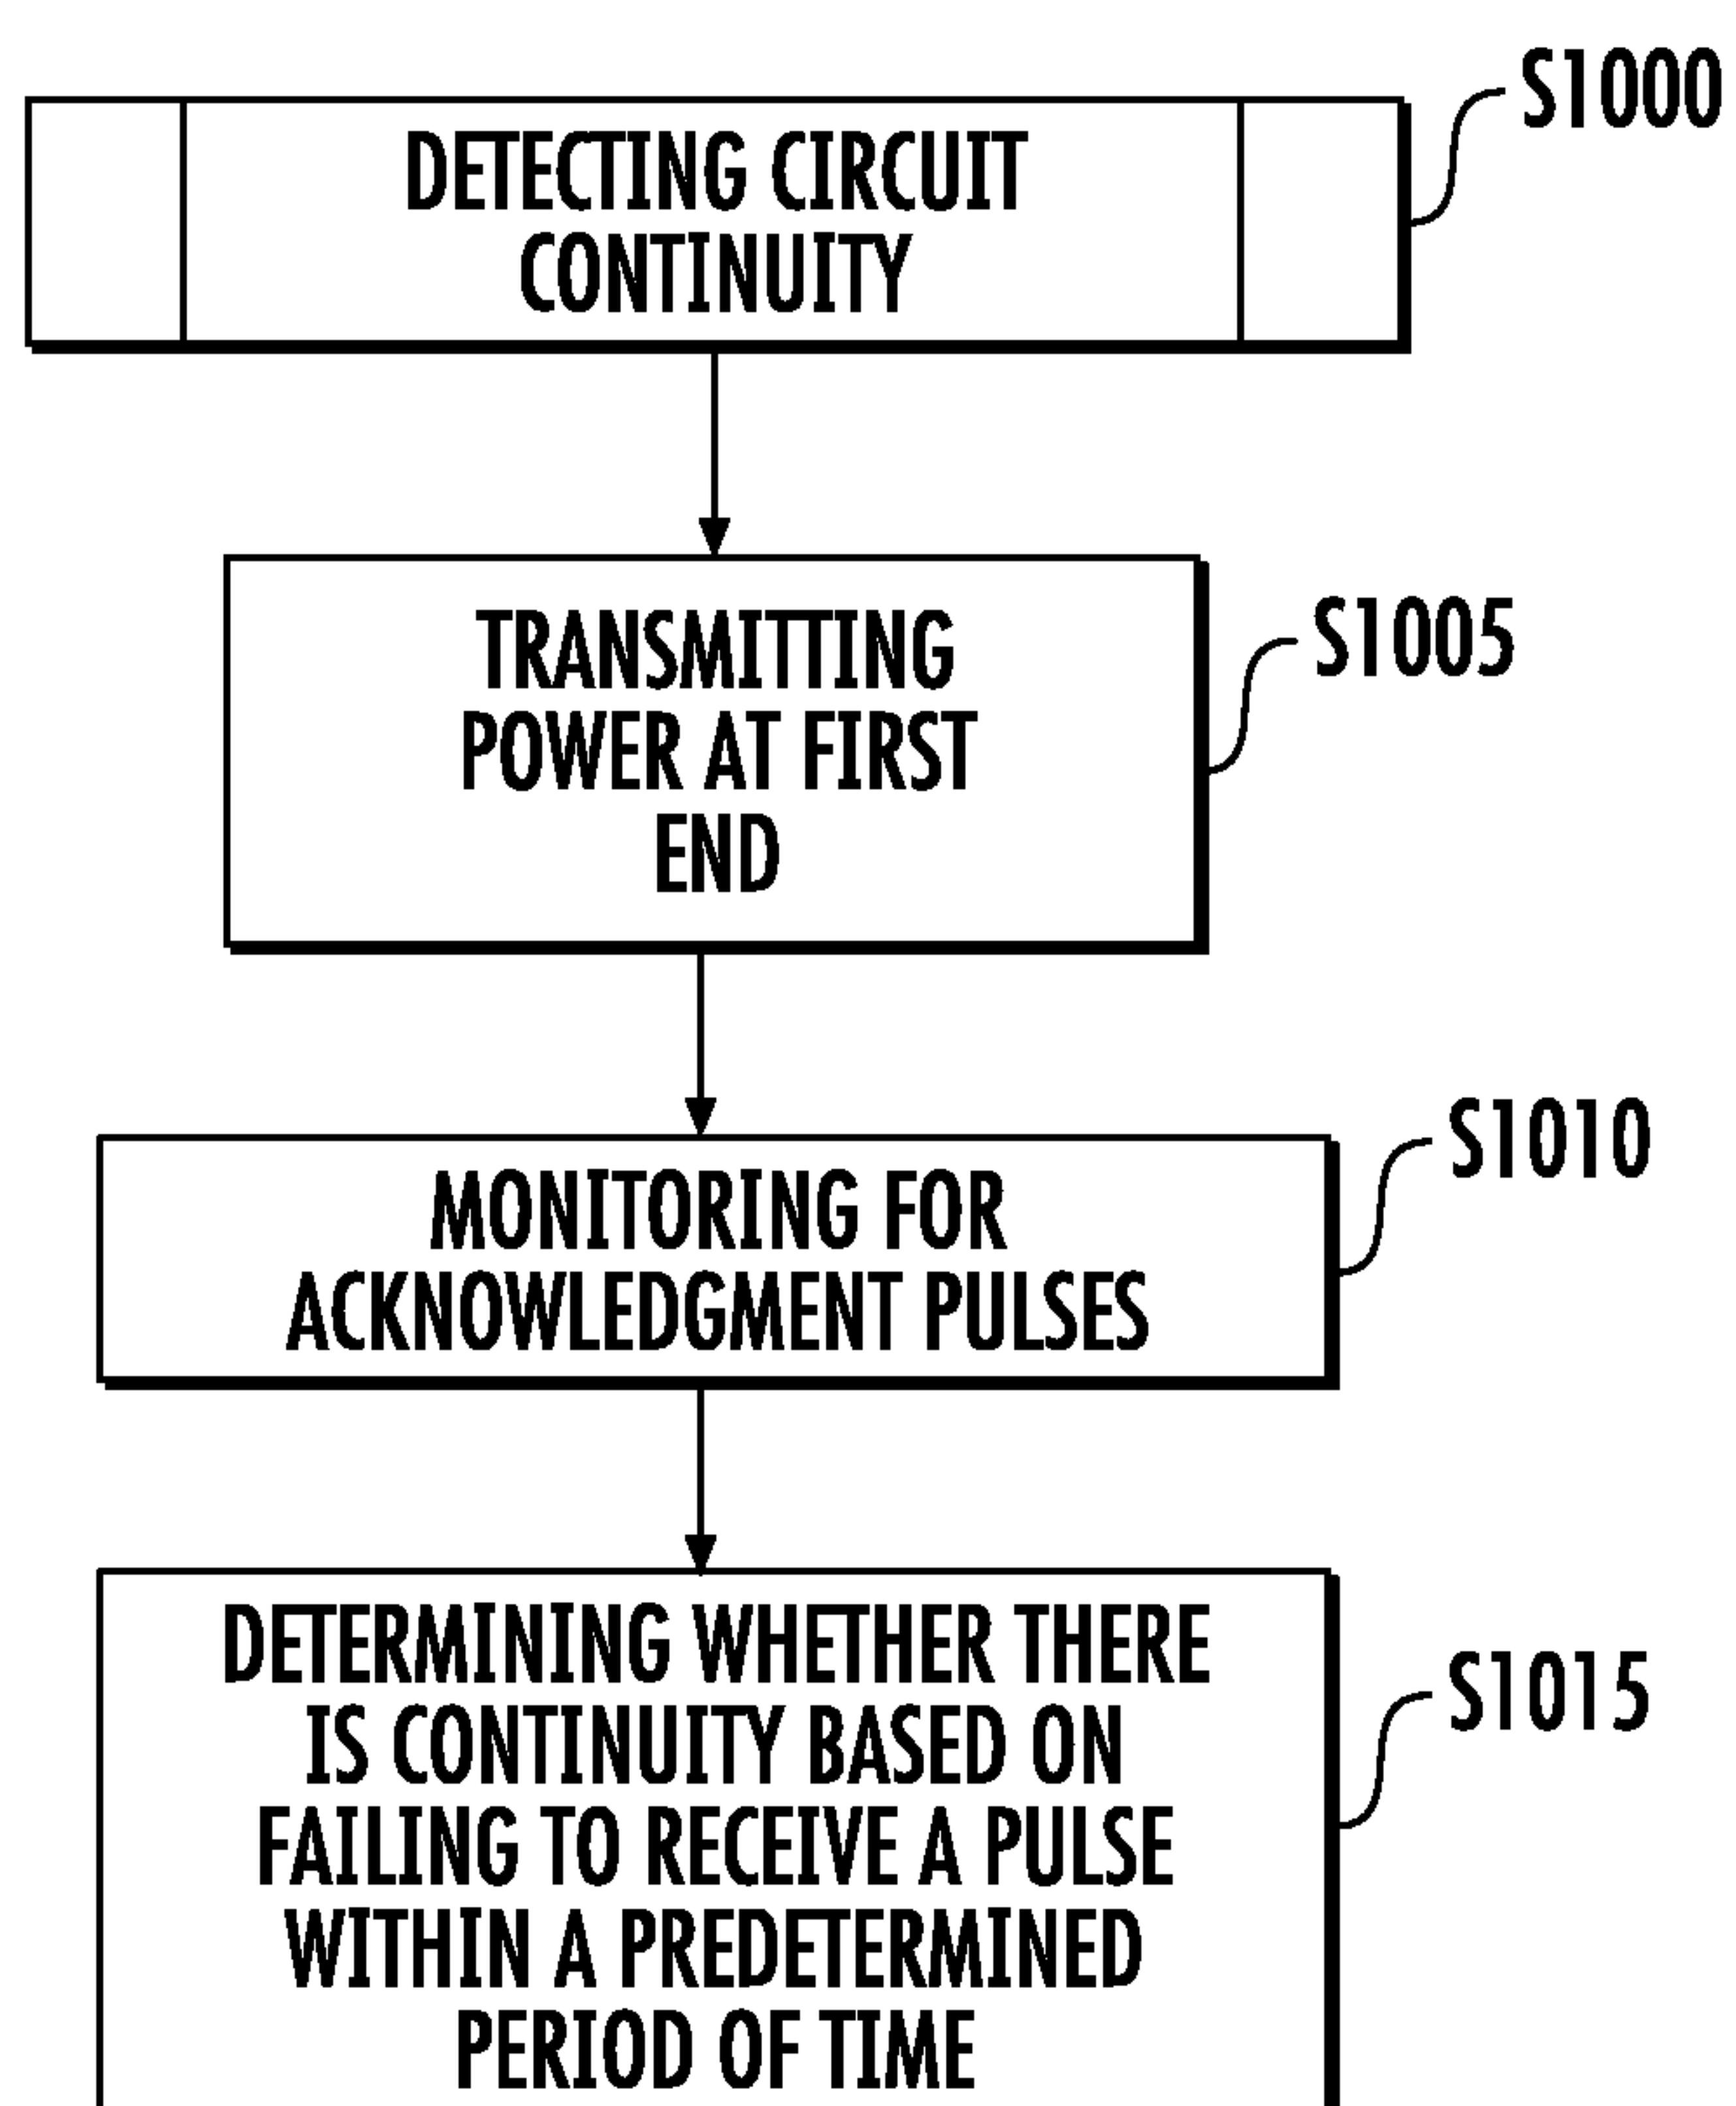 S1000
DETECTING CIRCUIT
CONTINUITY
TRANSMITTING
POWER AT FIRST
END
S1005
MONITORING FOR
ACKNOWLEDGMENT PULSES
S1010
DETERMINING WHETHER THERE
IS CONTINUITY BASED ON
FAILING TO RECEIVE A PULSE
WITHIN A PREDETERMINED
PERIOD OF TIME
S1015